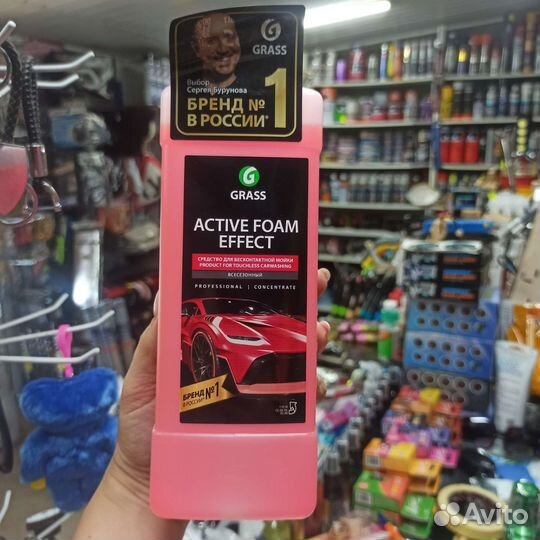 GRASS
Выбор
Сергея Бурунова
БРЕНД №1
В РОССИИ*
GRASS
ACTIVE FOAM
EFFECT
СРЕДСТВО ДЛЯ БЕСКОНТАКТНОЙ МОЙКИ
PRODUCT FOR TOUCHLESS CARWASHING
ВСЕСЕЗОННЫЙ
PROFESSIONAL | CONCENTRATE
БРЕНД №1
В РОССИИ*
Avito